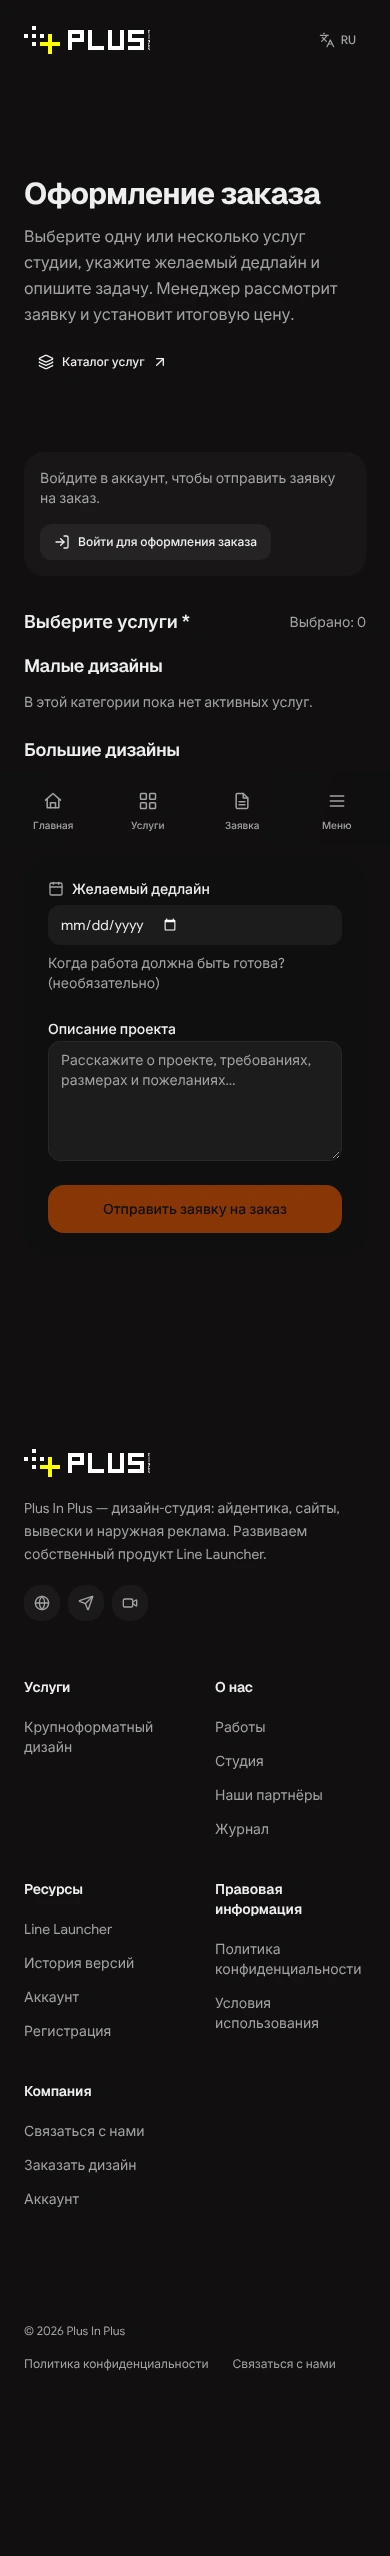 PLUS
RU
Оформление заказа
Выберите одну или несколько услуг
студии, укажите желаемый дедлайн и
опишите задачу. Менеджер рассмотрит
заявку и установит итоговую цену.
Каталог услуг
Войдите в аккаунт, чтобы отправить заявку
на заказ.
Войти для оформления заказа
Выберите услуги *
Выбрано: 0
Малые дизайны
В этой категории пока нет активных услуг.
Большие дизайны
Главная
Услуги
Заявка
Меню
Желаемый дедлайн
mm/dd/yyyy
Когда работа должна быть готова?
(необязательно)
Описание проекта
Расскажите о проекте, требованиях,
размерах и пожеланиях...
Отправить заявку на заказ
PLUS
Plus In Plus — дизайн-студия: айдентика, сайты,
вывески и наружная реклама. Развиваем
собственный продукт Line Launcher.
Услуги
Крупноформатный
дизайн
О нас
Работы
Студия
Наши партнёры
Журнал
Ресурсы
Line Launcher
История версий
Аккаунт
Регистрация
Правовая
информация
Политика
конфиденциальности
Условия
использования
Компания
Связаться с нами
Заказать дизайн
Аккаунт
© 2026 Plus In Plus
Политика конфиденциальности
Связаться с нами